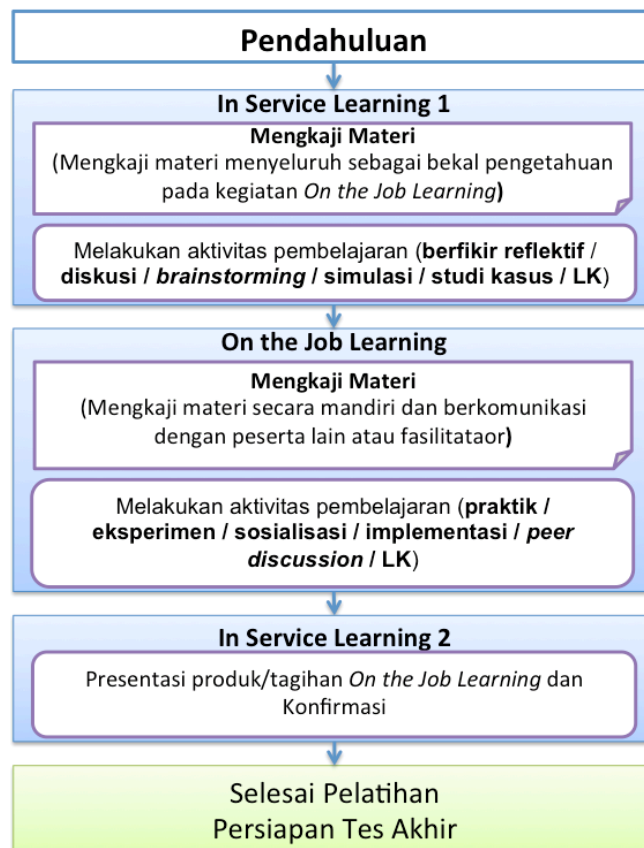 Pendahuluan
In Service Learning 1
Mengkaji Materi
(Mengkaji materi menyeluruh sebagai bekal pengetahuan
pada kegiatan On the Job Learning)
Melakukan aktivitas pembelajaran (berfikir reflektif /
diskusi / brainstorming / simulasi / studi kasus / LK)
On the Job Learning
Mengkaji Materi
(Mengkaji materi secara mandiri dan berkomunikasi
dengan peserta lain atau fasilitataor)
Melakukan aktivitas pembelajaran (praktik /
eksperimen / sosialisasi / implementasi / peer
discussion / LK)
In Service Learning 2
Presentasi produk/tagihan On the Job Learning dan
Konfirmasi
Selesai Pelatihan
Persiapan Tes Akhir